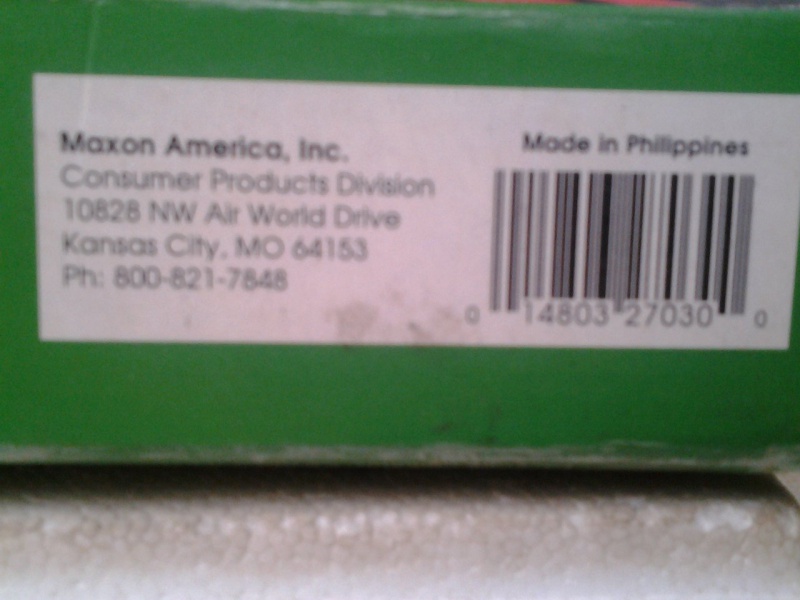 Maxon America, Inc.
Consumer Products Division
10828 NW Air World Drive
Kansas City, MO 64153
Ph: 800-821-7848
Made in Philippines
0 14803 27030 0